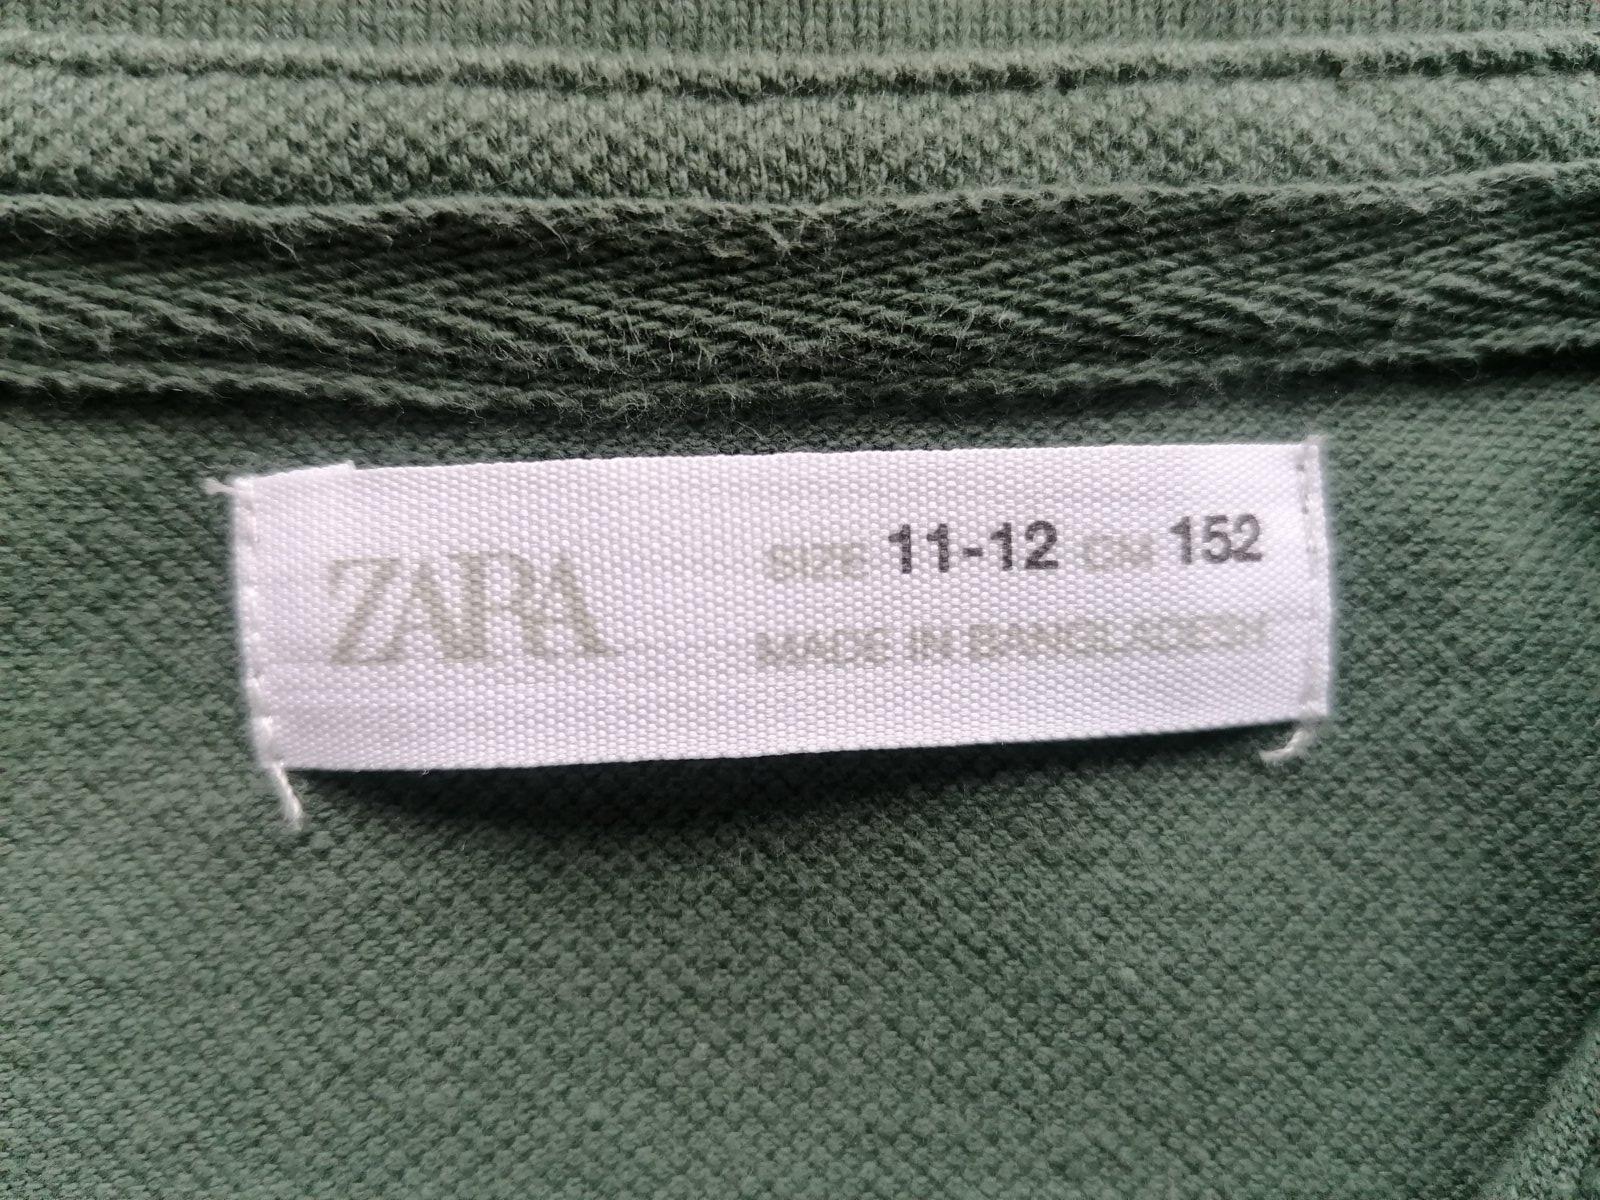 ZARA
SIZE 11-12 CM 152
MADE IN BANGLADESH